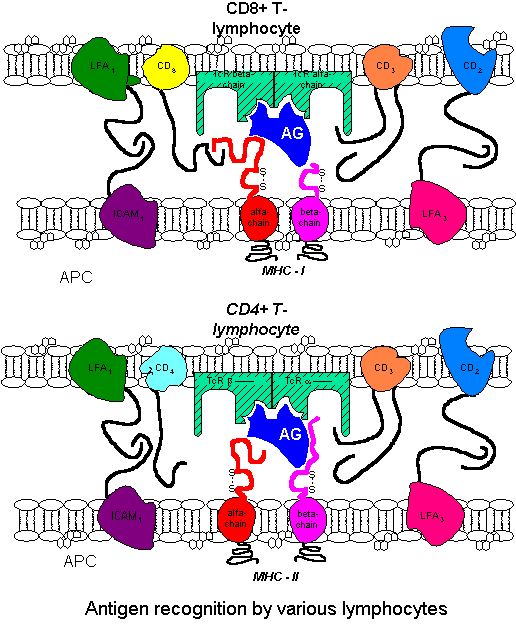 CD8+ T-
lymphocyte
LFA1
CD8
TcR beta-
chain
TcR alfa-
chain
CD3
CD2
AG
S
S
S
S
ICAM1
alfa-
chain
beta-
chain
LFA3
MHC - I
APC
CD4+ T-
lymphocyte
LFA1
CD4
TcR β
TcR α
CD3
CD2
AG
S
S
S
S
ICAM1
alfa-
chain
beta-
chain
LFA3
APC
MHC - II
Antigen recognition by various lymphocytes